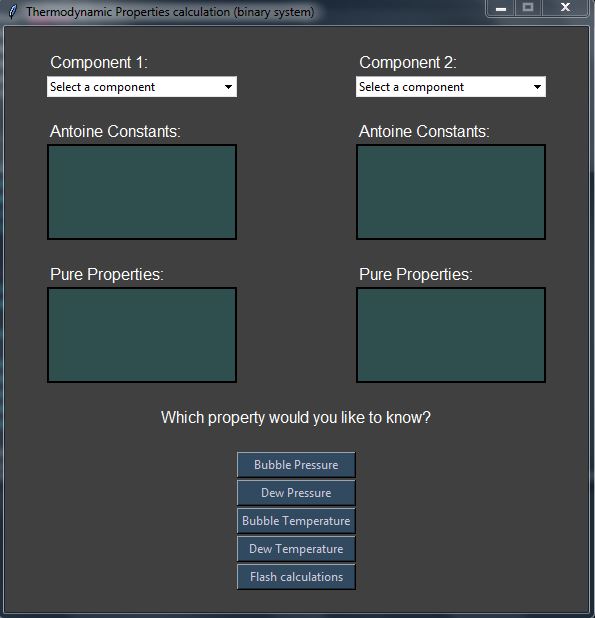 Thermodynamic Properties calculation (binary system)
Component 1:
Select a component
Component 2:
Select a component
Antoine Constants:
Antoine Constants:
Pure Properties:
Pure Properties:
Which property would you like to know?
Bubble Pressure
Dew Pressure
Bubble Temperature
Dew Temperature
Flash calculations